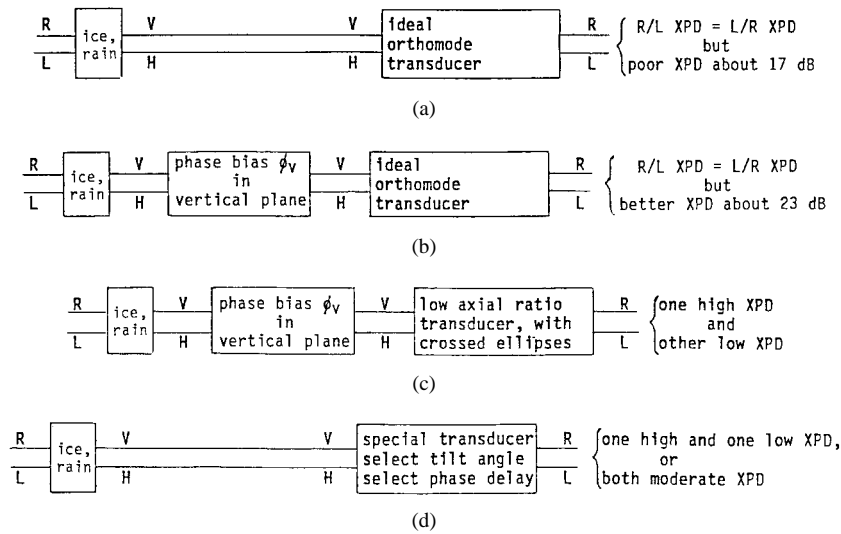 R V V ideal R R/L XPD = L/R XPD
ice, orthomode but
rain transducer
L H H L poor XPD about 17 dB
(a)
R V phase bias ϕv V ideal R R/L XPD = L/R XPD
ice, in orthomode but
rain
L H vertical plane H transducer L better XPD about 23 dB
(b)
R V phase bias ϕv V low axial ratio R one high XPD
ice, in transducer, with and
rain
L H vertical plane H crossed ellipses L other low XPD
(c)
R V V special transducer R one high and one low XPD,
ice, select tilt angle or
rain
L H H select phase delay L both moderate XPD
(d)